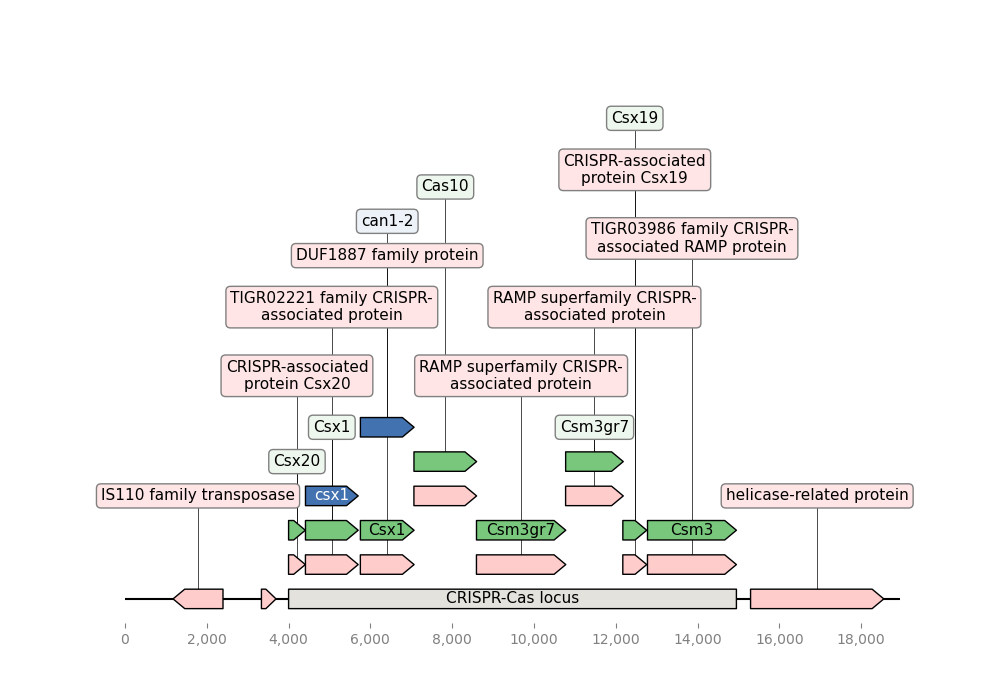 Csx19
CRISPR-associated
protein Csx19
Cas10
can1-2
TIGR03986 family CRISPR-
associated RAMP protein
DUF1887 family protein
TIGR02221 family CRISPR-
associated protein
RAMP superfamily CRISPR-
associated protein
CRISPR-associated
protein Csx20
RAMP superfamily CRISPR-
associated protein
Csx1
Csm3gr7
Csx20
IS110 family transposase
csx1
helicase-related protein
Csx1
Csm3gr7
Csm3
CRISPR-Cas locus
0
2,000
4,000
6,000
8,000
10,000
12,000
14,000
16,000
18,000